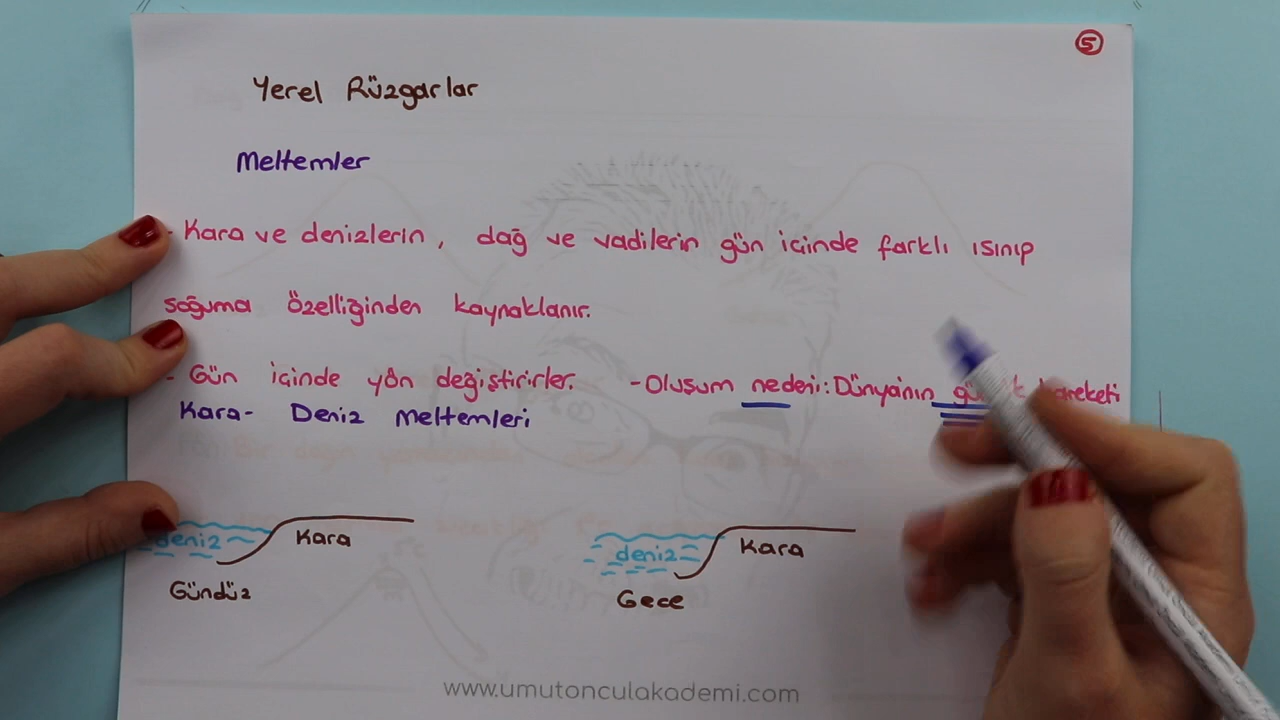 5
Yerel Rüzgarlar
Meltemler
- Kara ve denizlerin, dağ ve vadilerin gün içinde farklı ısınıp
soğuma özelliğinden kaynaklanır.
- Gün içinde yön değiştirirler. - Oluşum nedeni: Dünyanın
Kara- Deniz Meltemleri
deniz Kara deniz Kara
Gündüz Gece
www.umutonculakademi.com